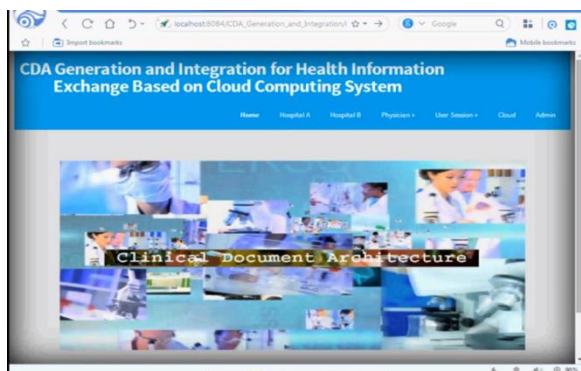 localhost:8084/CDA_Generation_and_Integration/
Google
Import bookmarks
Mobile bookmarks
CDA Generation and Integration for Health Information
Exchange Based on Cloud Computing System
Home Hospital A Hospital B Physician User Session Cloud Admin
Clinical Document Architecture
90%